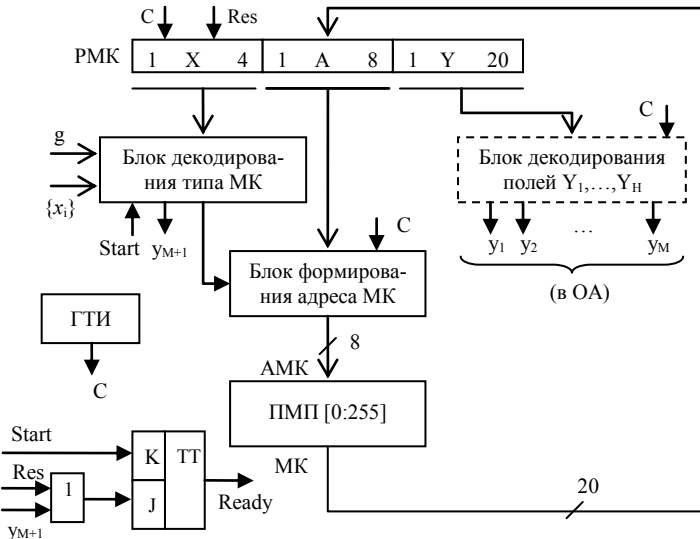 C Res
РМК 1 X 4 1 A 8 1 Y 20
g
{xi}
Блок декодирова-
ния типа МК
C
Блок декодирования
полей Y1,…,YH
Start yM+1
y1 y2 … yM
(в ОА)
C
Блок формирова-
ния адреса МК
ГТИ
C
8
АМК
ПМП [0:255]
МК
20
Start
K TT
Res
1
J
Ready
yM+1